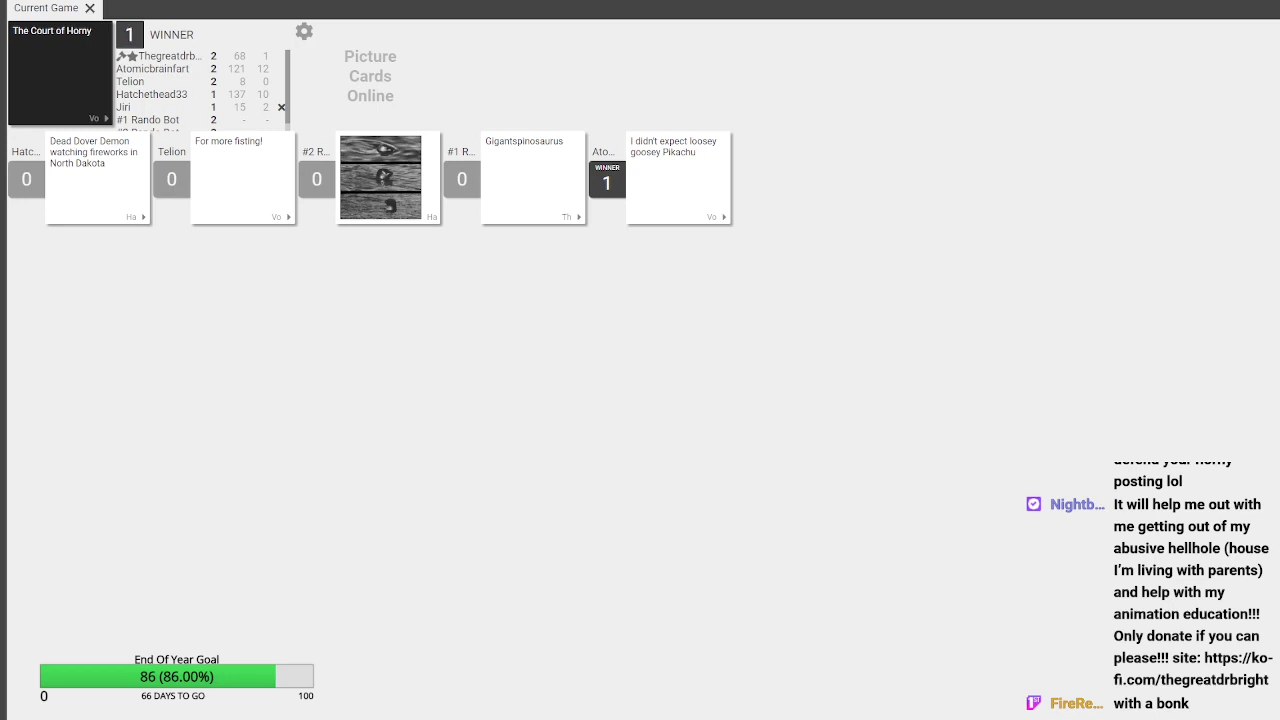 Current Game
The Court of Horny
Vo
1 WINNER
Thegreatdrb... 2 68 1
Atomicbrainfart 2 121 12
Telion 2 8 0
Hatchethead33 1 137 10
Jiri 1 15 2
#1 Rando Bot 2 - -
Picture
Cards
Online
Hatc...
0
Dead Dover Demon
watching fireworks in
North Dakota
Ha
Telion
0
For more fisting!
Vo
#2 R...
0
Ha
#1 R...
0
Gigantspinosaurus
Th
Ato...
WINNER
1
I didn't expect loosey
goosey Pikachu
Vo
posting lol
Nightb... It will help me out with
me getting out of my
abusive hellhole (house
I'm living with parents)
and help with my
animation education!!!
Only donate if you can
please!!! site: https://ko-
fi.com/thegreatdrbright
FireRe... with a bonk
End Of Year Goal
86 (86.00%)
0 66 DAYS TO GO 100